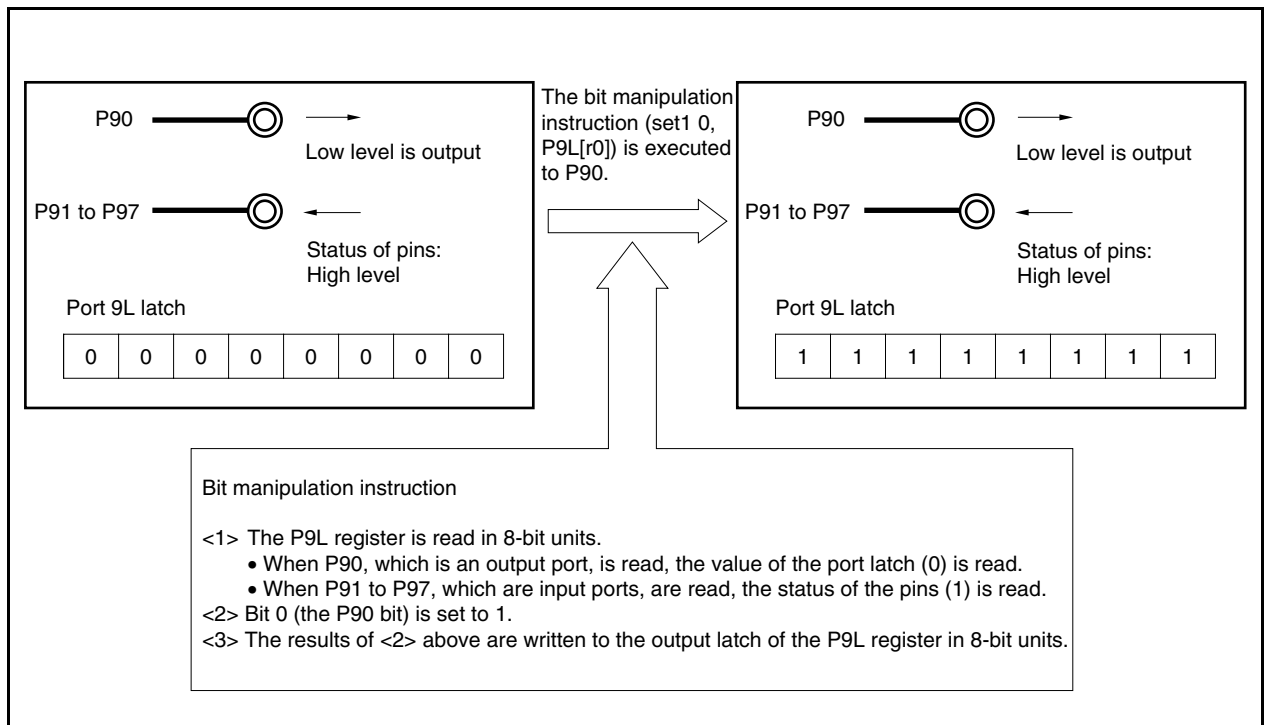 P90
Low level is output
P91 to P97
Status of pins:
High level
Port 9L latch
0 0 0 0 0 0 0 0
The bit manipulation
instruction (set1 0,
P9L[r0]) is executed
to P90.
P90
Low level is output
P91 to P97
Status of pins:
High level
Port 9L latch
1 1 1 1 1 1 1 1
Bit manipulation instruction
<1> The P9L register is read in 8-bit units.
• When P90, which is an output port, is read, the value of the port latch (0) is read.
• When P91 to P97, which are input ports, are read, the status of the pins (1) is read.
<2> Bit 0 (the P90 bit) is set to 1.
<3> The results of <2> above are written to the output latch of the P9L register in 8-bit units.